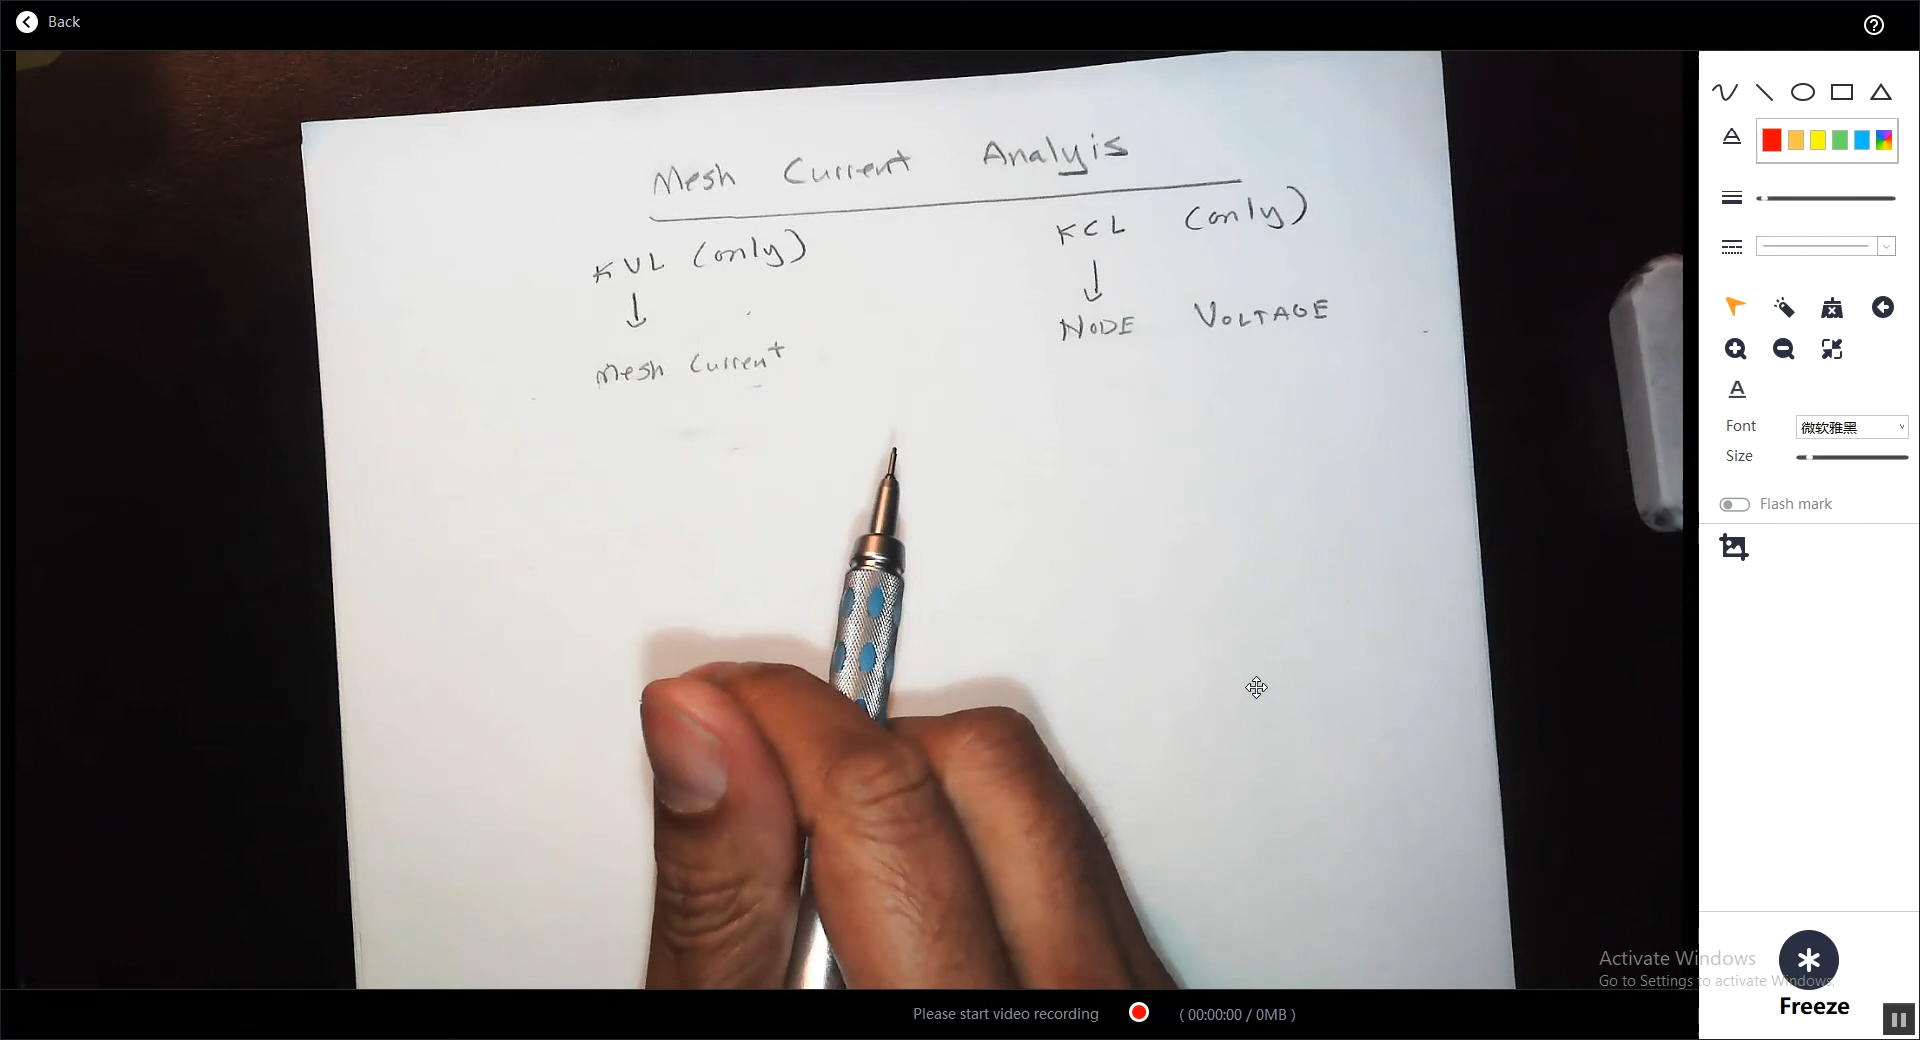 Back
Mesh Current Analyis
KVL (only)
KCL (only)
Mesh Current
NODE VOLTAGE
Font
微软雅黑
Size
Flash mark
Activate Windows
Go to Settings to activate Windows.
Freeze
Please start video recording
( 00:00:00 / 0MB )